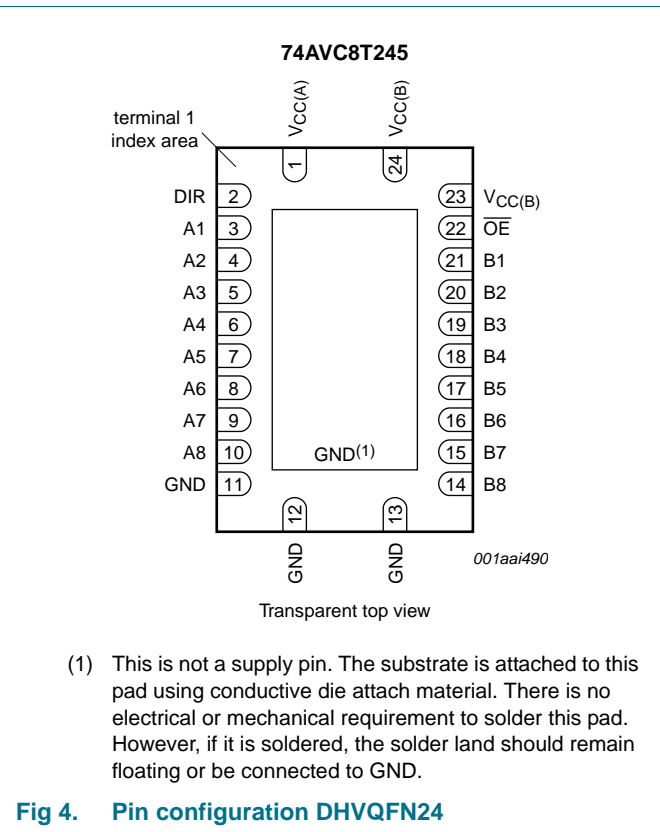 74AVC8T245
terminal 1
index area
VCC(A)
VCC(B)
1
24
DIR 2
23 VCC(B)
A1 3
22 OE
A2 4
21 B1
A3 5
20 B2
A4 6
19 B3
A5 7
18 B4
A6 8
17 B5
A7 9
16 B6
A8 10
GND(1)
15 B7
GND 11
14 B8
12
13
GND
GND
001aai490
Transparent top view
(1) This is not a supply pin. The substrate is attached to this
pad using conductive die attach material. There is no
electrical or mechanical requirement to solder this pad.
However, if it is soldered, the solder land should remain
floating or be connected to GND.
Fig 4. Pin configuration DHVQFN24